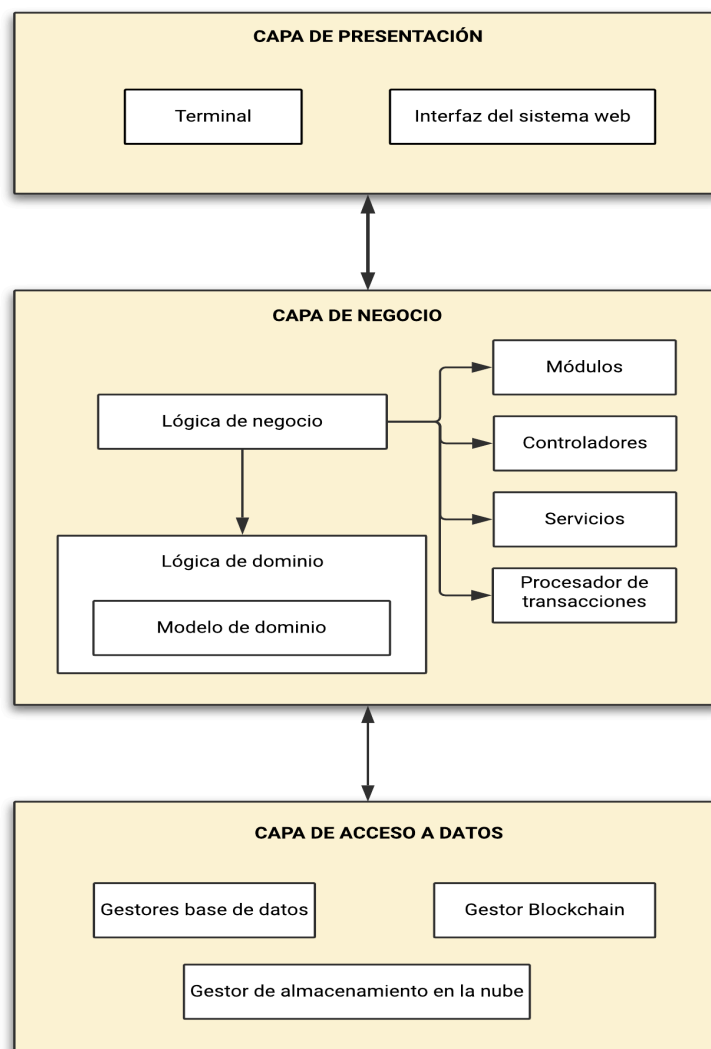 CAPA DE PRESENTACIÓN
Terminal
Interfaz del sistema web
CAPA DE NEGOCIO
Módulos
Lógica de negocio
Controladores
Servicios
Lógica de dominio
Procesador de
transacciones
Modelo de dominio
CAPA DE ACCESO A DATOS
Gestores base de datos
Gestor Blockchain
Gestor de almacenamiento en la nube